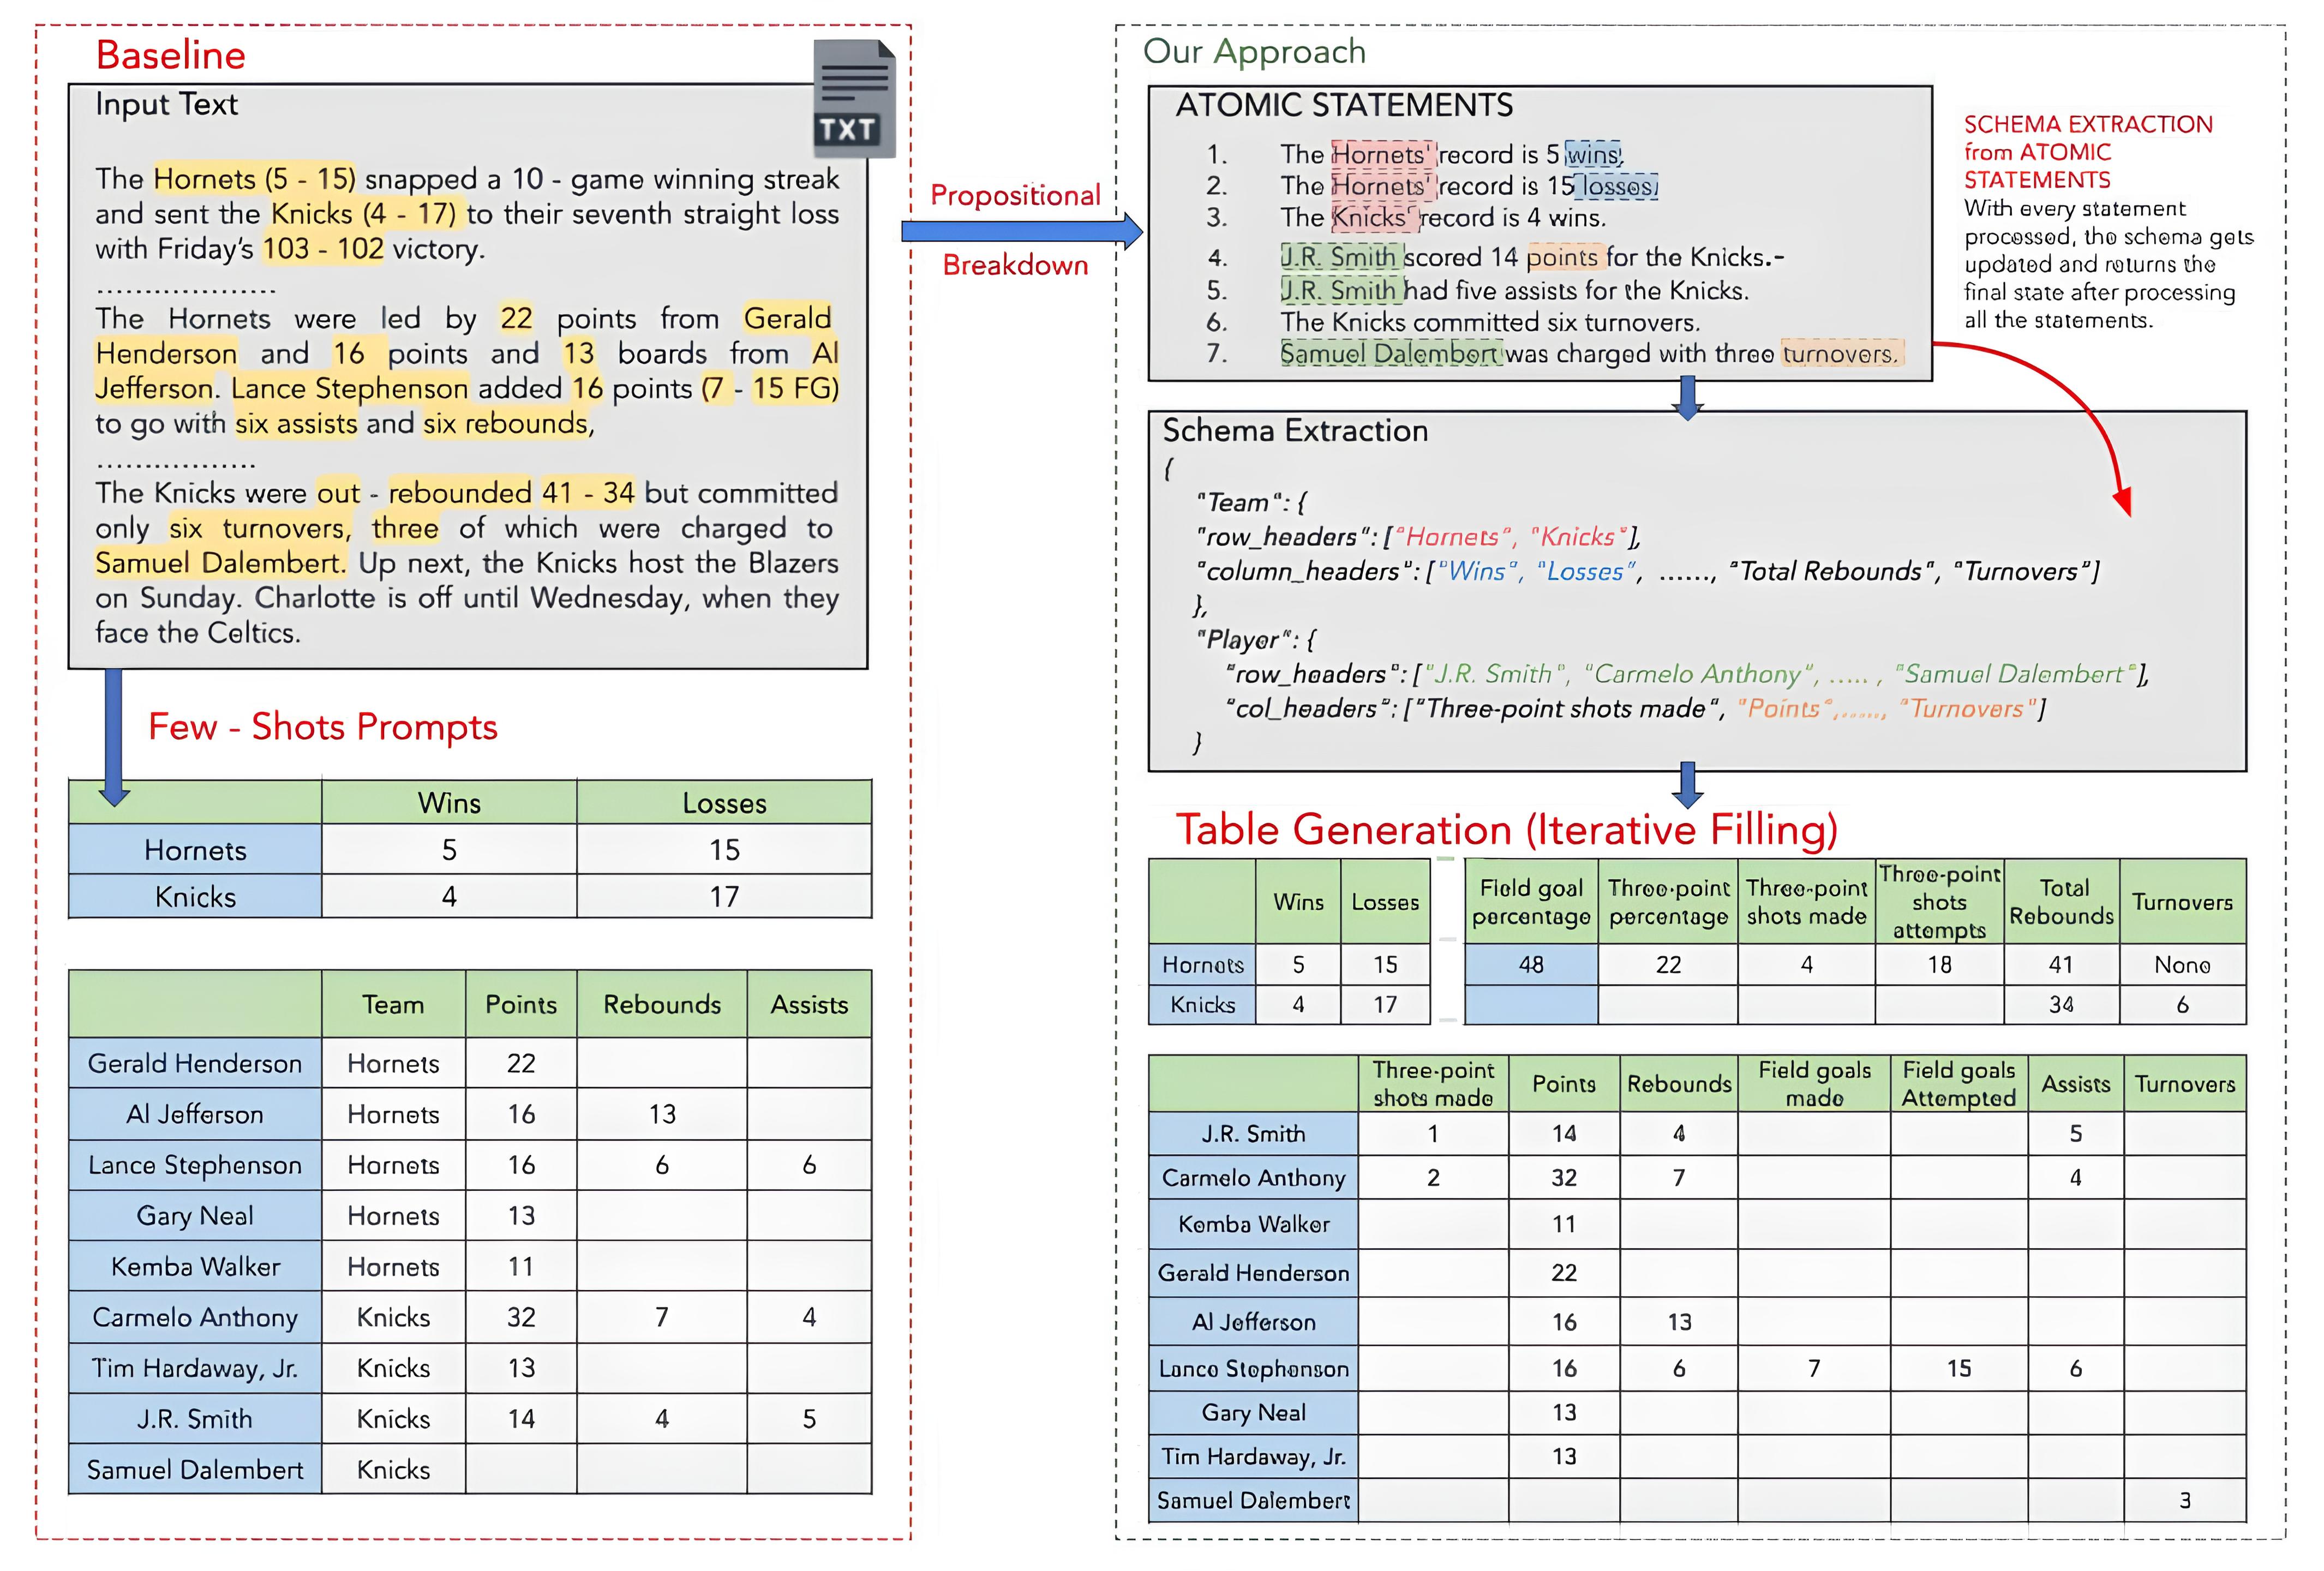 Baseline
TXT
Input Text
The Hornets (5 - 15) snapped a 10 - game winning streak
and sent the Knicks (4 - 17) to their seventh straight loss
with Friday's 103 - 102 victory.
...................
The Hornets were led by 22 points from Gerald
Henderson and 16 points and 13 boards from Al
Jefferson. Lance Stephenson added 16 points (7 - 15 FG)
to go with six assists and six rebounds,
.................
The Knicks were out - rebounded 41 - 34 but committed
only six turnovers, three of which were charged to
Samuel Dalembert. Up next, the Knicks host the Blazers
on Sunday. Charlotte is off until Wednesday, when they
face the Celtics.
Few - Shots Prompts
Wins Losses
Hornets 5 15
Knicks 4 17
Team Points Rebounds Assists
Gerald Henderson Hornets 22
Al Jefferson Hornets 16 13
Lance Stephenson Hornets 16 6 6
Gary Neal Hornets 13
Kemba Walker Hornets 11
Carmelo Anthony Knicks 32 7 4
Tim Hardaway, Jr. Knicks 13
J.R. Smith Knicks 14 4 5
Samuel Dalembert Knicks
Propositional
Breakdown
Our Approach
ATOMIC STATEMENTS
1. The Hornets' record is 5 wins.
2. The Hornets' record is 15 losses.
3. The Knicks' record is 4 wins.
4. J.R. Smith scored 14 points for the Knicks.-
5. J.R. Smith had five assists for the Knicks.
6. The Knicks committed six turnovers.
7. Samuel Dalembert was charged with three turnovers.
SCHEMA EXTRACTION
from ATOMIC
STATEMENTS
With every statement
processed, the schema gets
updated and returns the
final state after processing
all the statements.
Schema Extraction
{
"Team": {
"row_headers": ["Hornets", "Knicks"],
"column_headers": ["Wins", "Losses", ......, "Total Rebounds", "Turnovers"]
},
"Player": {
"row_headers": ["J.R. Smith", "Carmelo Anthony", ..... , "Samuel Dalembert"],
"col_headers": ["Three-point shots made", "Points",......, "Turnovers"]
}
Table Generation (Iterative Filling)
Wins Losses Field goal percentage Three-point percentage Three-point shots made Three-point shots attempts Total Rebounds Turnovers
Hornets 5 15 48 22 4 18 41 None
Knicks 4 17 34 6
Three-point shots made Points Rebounds Field goals made Field goals Attempted Assists Turnovers
J.R. Smith 1 14 4 5
Carmelo Anthony 2 32 7 4
Kemba Walker 11
Gerald Henderson 22
Al Jefferson 16 13
Lance Stephenson 16 6 7 15 6
Gary Neal 13
Tim Hardaway, Jr. 13
Samuel Dalembert 3